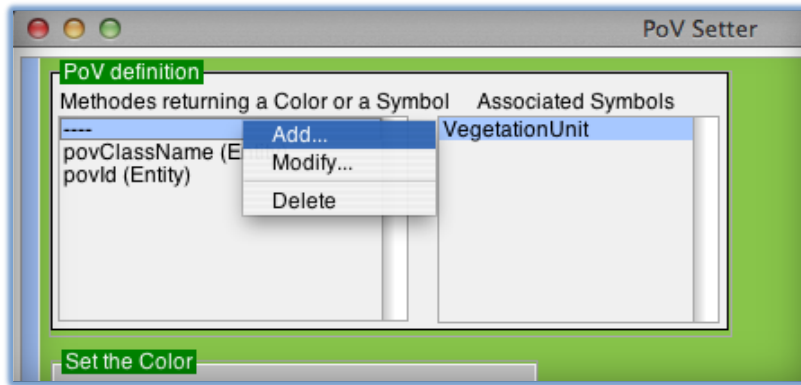 PoV Setter
PoV definition
Methodes returning a Color or a Symbol
Associated Symbols
----
povClassName (E
povId (Entity)
Add...
Modify...
Delete
VegetationUnit
Set the Color